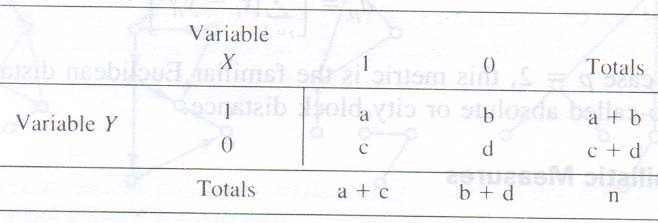 Variable
X 1 0 Totals
Variable Y 1 a b a + b
0 c d c + d
Totals a + c b + d n